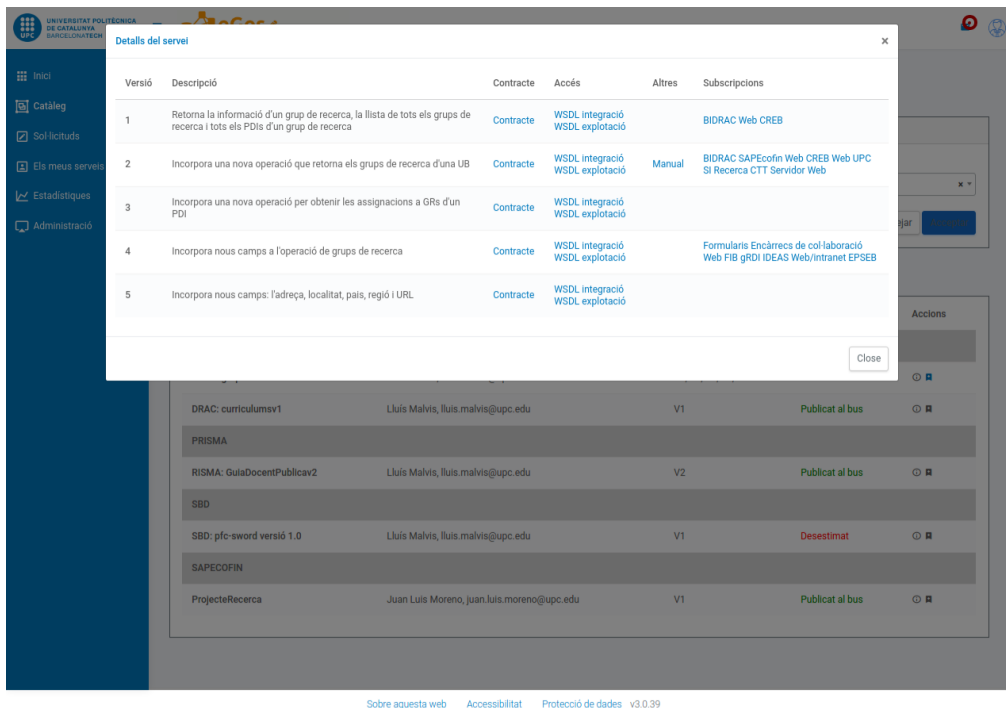 UNIVERSITAT POLITÈCNICA
DE CATALUNYA
BARCELONATECH
UPC
Inici
Catàleg
Sol·licituds
Els meus serveis
Estadístiques
Administració
Detalls del servei ×
Versió Descripció Contracte Accés Altres Subscripcions
1 Retorna la informació d'un grup de recerca, la llista de tots els grups de recerca i tots els PDIs d'un grup de recerca Contracte WSDL integració WSDL explotació BIDRAC Web CREB
2 Incorpora una nova operació que retorna els grups de recerca d'una UB Contracte WSDL integració WSDL explotació Manual BIDRAC SAPEcofin Web CREB Web UPC SI Recerca CTT Servidor Web
3 Incorpora una nova operació per obtenir les assignacions a GRs d'un PDI Contracte WSDL integració WSDL explotació
4 Incorpora nous camps a l'operació de grups de recerca Contracte WSDL integració WSDL explotació Formularis Encàrrecs de col·laboració Web FIB gRDI IDEAS Web/intranet EPSEB
5 Incorpora nous camps: l'adreça, localitat, pais, regió i URL Contracte WSDL integració WSDL explotació
Close
Accions
DRAC: curriculumsv1 Lluís Malvis, lluis.malvis@upc.edu V1 Publicat al bus
PRISMA
RISMA: GuiaDocentPublicav2 Lluís Malvis, lluis.malvis@upc.edu V2 Publicat al bus
SBD
SBD: pfc-sword versió 1.0 Lluís Malvis, lluis.malvis@upc.edu V1 Desestimat
SAPECOFIN
ProjecteRecerca Juan Luis Moreno, juan.luis.moreno@upc.edu V1 Publicat al bus
Sobre aquesta web Accessibilitat Protecció de dades v3.0.39